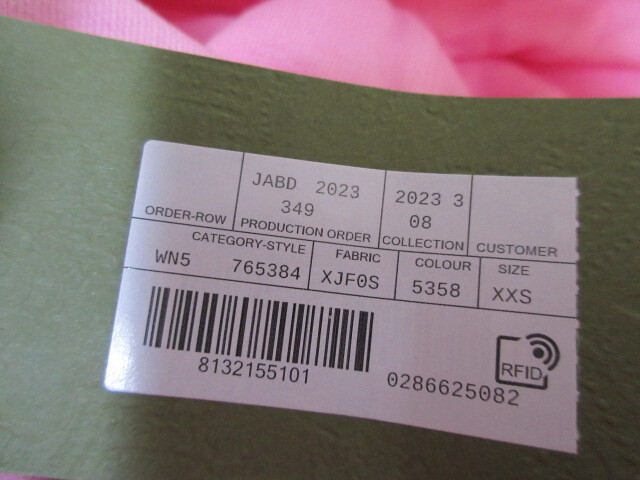 JABD 2023
349
2023 3
08
ORDER-ROW
PRODUCTION ORDER
COLLECTION
CUSTOMER
CATEGORY-STYLE
WN5 765384
FABRIC
XJF0S
COLOUR
5358
SIZE
XXS
8132155101
0286625082
RFID